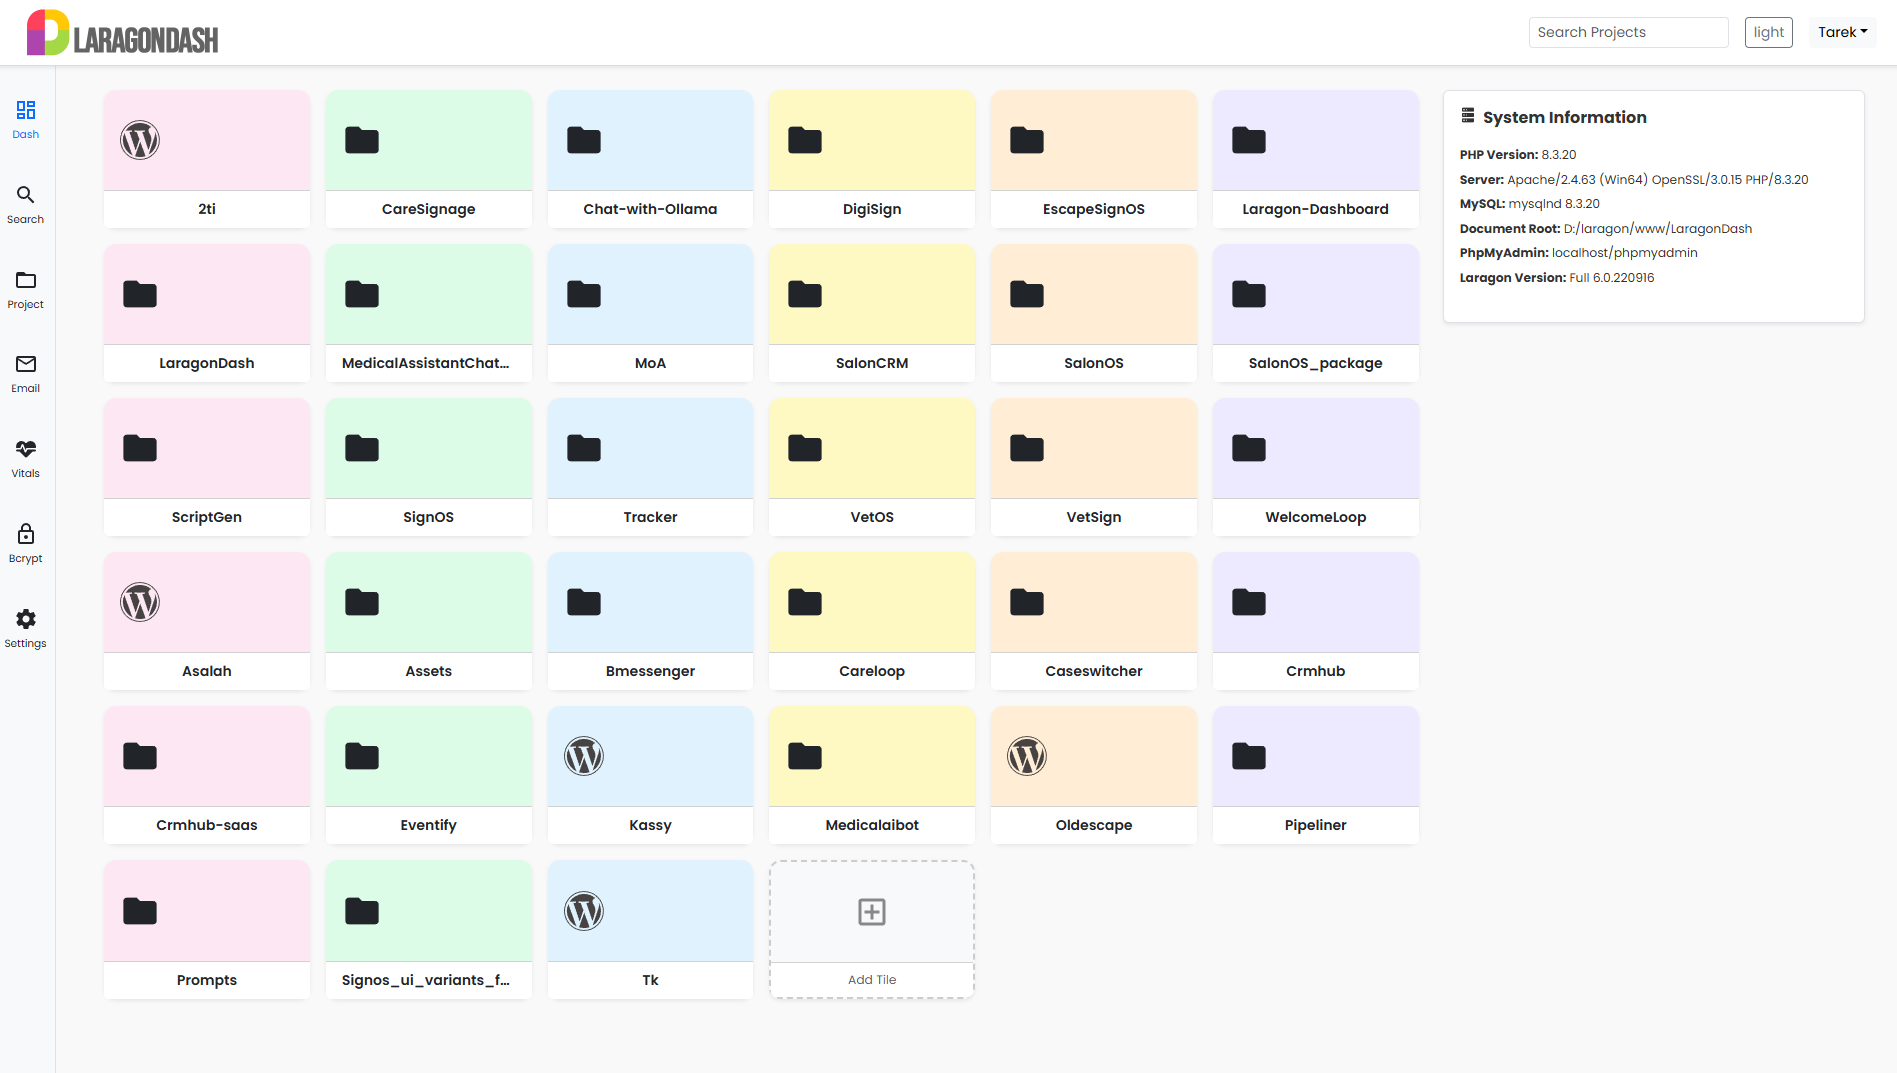 LARAGONDASH
Search Projects
light
Tarek
Dash
Search
Project
Email
Vitals
Bcrypt
Settings
2ti
CareSignage
Chat-with-Ollama
DigiSign
EscapeSignOS
Laragon-Dashboard
LaragonDash
MedicalAssistantChat...
MoA
SalonCRM
SalonOS
SalonOS_package
ScriptGen
SignOS
Tracker
VetOS
VetSign
WelcomeLoop
Asalah
Assets
Bmessenger
Careloop
Caseswitcher
Crmhub
Crmhub-saas
Eventify
Kassy
Medicalaibot
Oldescape
Pipeliner
Prompts
Signos_ui_variants_f...
Tk
Add Tile
System Information
PHP Version: 8.3.20
Server: Apache/2.4.63 (Win64) OpenSSL/3.0.15 PHP/8.3.20
MySQL: mysqlnd 8.3.20
Document Root: D:/laragon/www/LaragonDash
PhpMyAdmin: localhost/phpmyadmin
Laragon Version: Full 6.0.220916